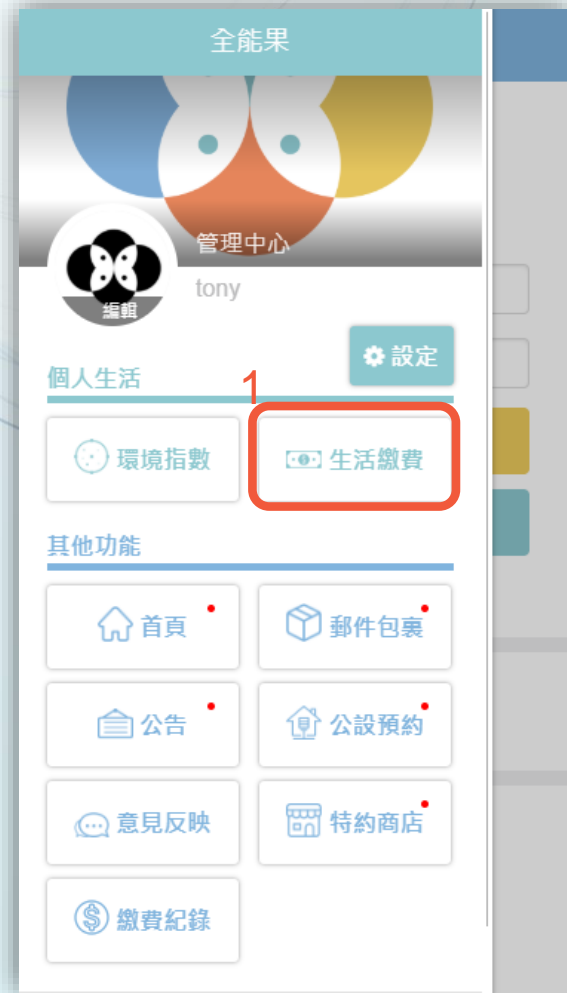 全能果
管理中心
tony
編輯
設定
個人生活
1
環境指數
生活繳費
其他功能
首頁
郵件包裹
公告
公設預約
意見反映
特約商店
繳費紀錄